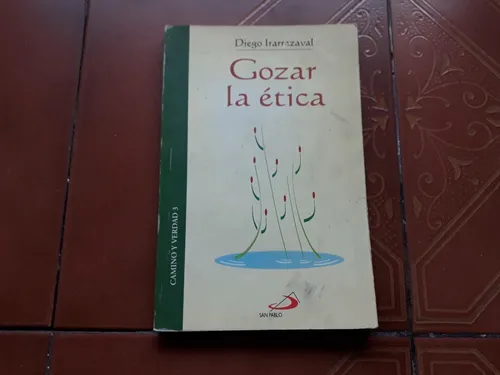 Diego Irarrazaval
Gozar
la ética
CAMINO Y VERDAD 3
SAN PABLO